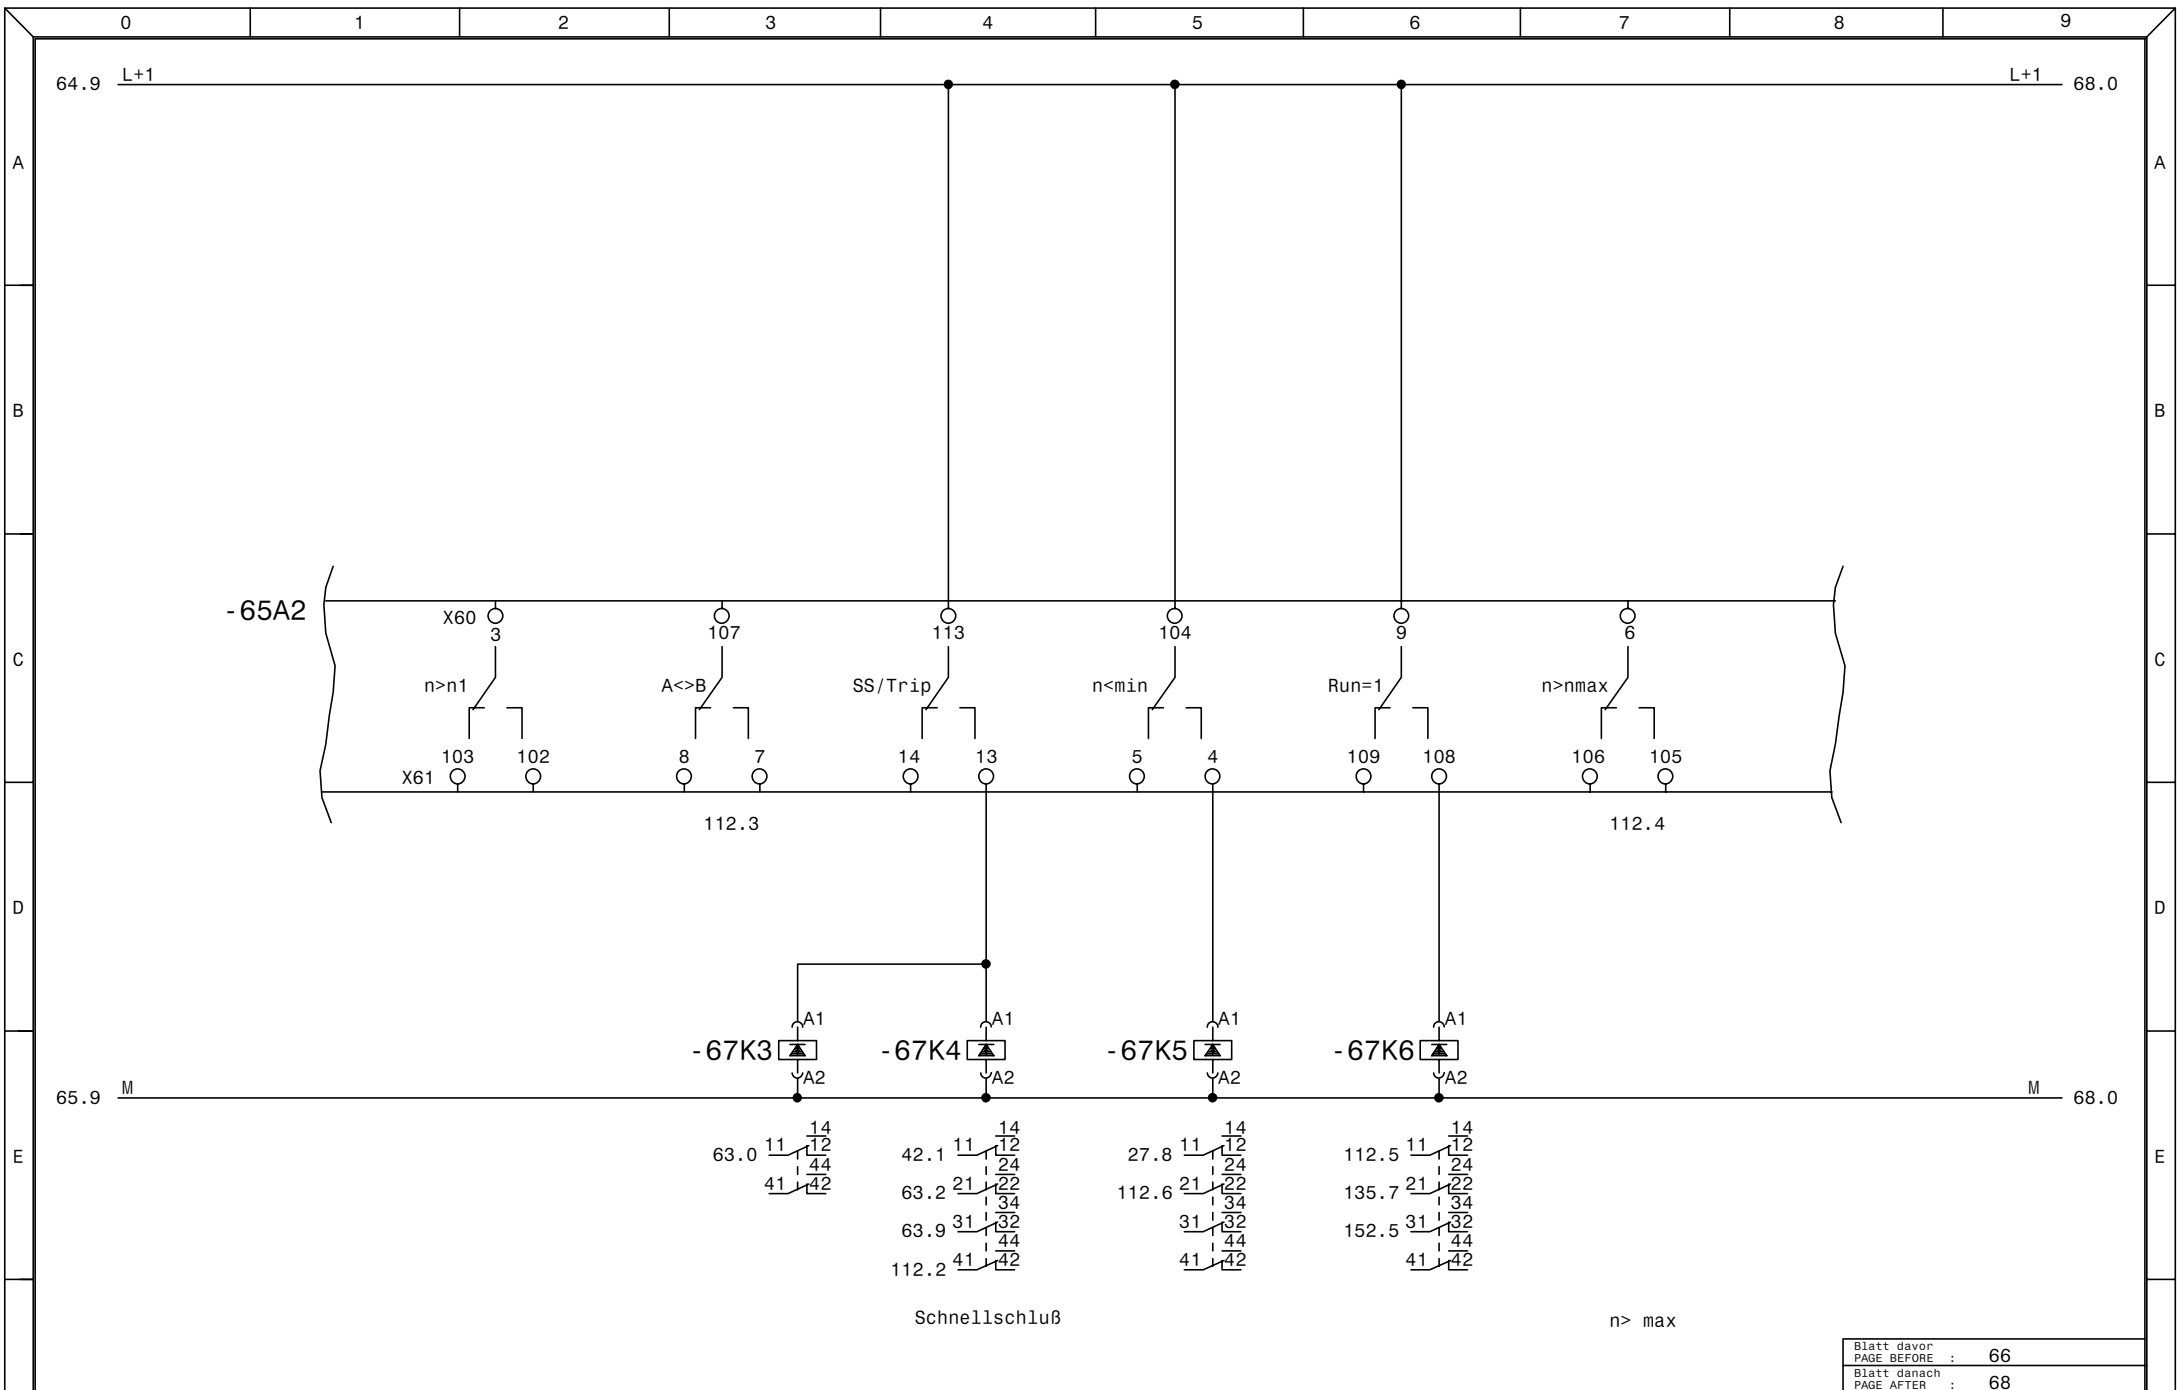 0 1 2 3 4 5 6 7 8 9
64.9 L+1 L+1 68.0
A A
B B
-65A2
X60 3 107 113 104 9 6
C C
n>n1 A<>B SS/Trip n<min Run=1 n>nmax
103 102 8 7 14 13 5 4 109 108 106 105
X61
112.3 112.4
D D
A1 A1 A1 A1
-67K3 -67K4 -67K5 -67K6
A2 A2 A2 A2
65.9 M M 68.0
14 14 14 14
E 63.0 11 12 42.1 11 12 27.8 11 12 112.5 11 12 E
44 24 24 24
41 42 63.2 21 22 112.6 21 22 135.7 21 22
34 34 34
63.9 31 32 31 32 152.5 31 32
44 44 44
112.2 41 42 41 42 41 42
Schnellschluß n> max
Blatt davor
PAGE BEFORE : 66
Blatt danach
PAGE AFTER : 68